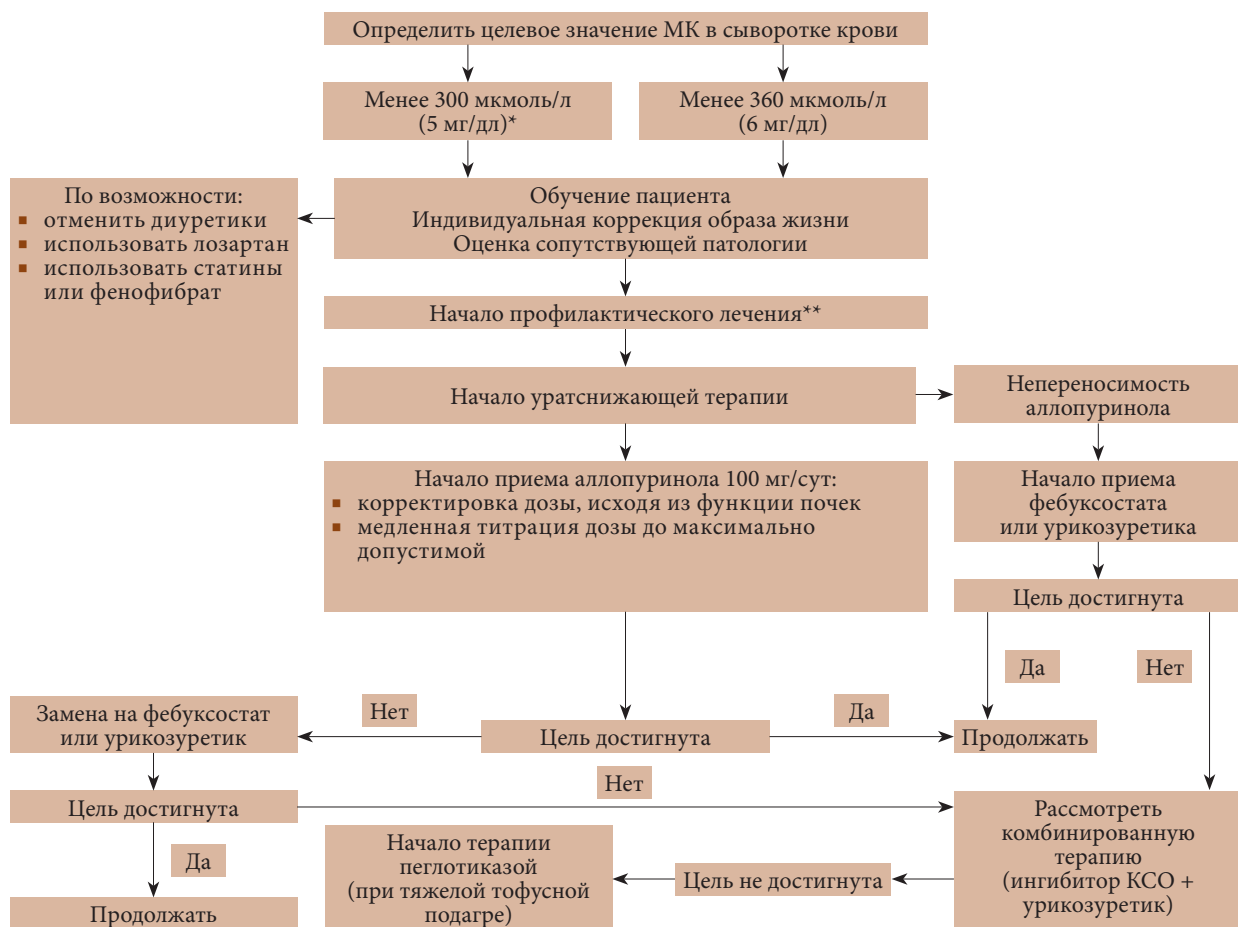 Определить целевое значение МК в сыворотке крови
Менее 300 мкмоль/л
(5 мг/дл)*
Менее 360 мкмоль/л
(6 мг/дл)
По возможности:
▪ отменить диуретики
▪ использовать лозартан
▪ использовать статины
или фенофибрат
Обучение пациента
Индивидуальная коррекция образа жизни
Оценка сопутствующей патологии
Начало профилактического лечения**
Начало уратснижающей терапии
Непереносимость
аллопуринола
Начало приема аллопуринола 100 мг/сут:
▪ корректировка дозы, исходя из функции почек
▪ медленная титрация дозы до максимально
допустимой
Начало приема
фебуксостата
или урикозуретика
Цель достигнута
Да
Нет
Замена на фебуксостат
или урикозуретик
Нет
Цель достигнута
Да
Продолжать
Цель достигнута
Нет
Да
Продолжать
Рассмотреть
комбинированную
терапию
(ингибитор КСО +
урикозуретик)
Цель не достигнута
Начало терапии
пеглотиказой
(при тяжелой тофусной
подагре)